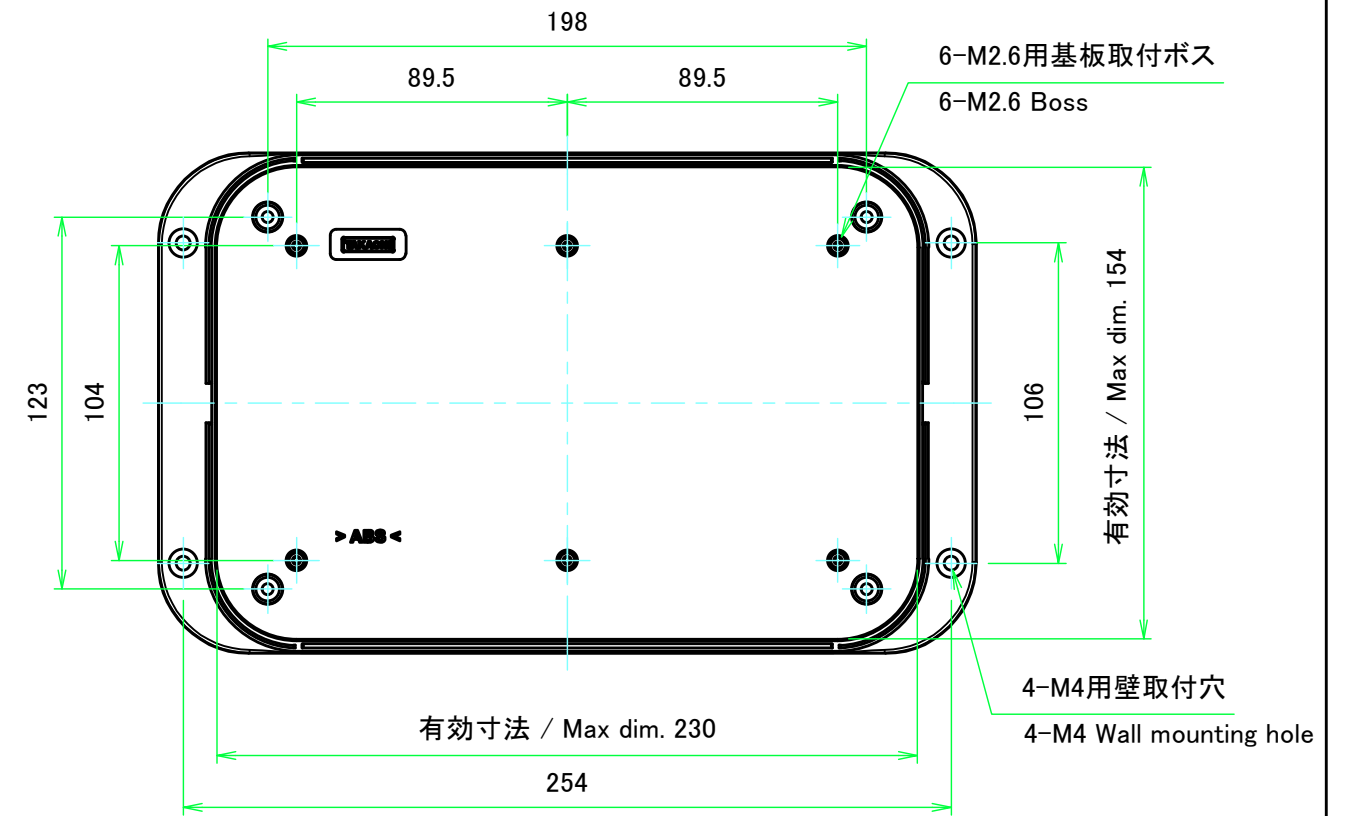 198
89.5
89.5
6-M2.6用基板取付ボス
6-M2.6 Boss
123
104
106
有効寸法 / Max dim. 154
> ABS <
4-M4用壁取付穴
4-M4 Wall mounting hole
有効寸法 / Max dim. 230
254